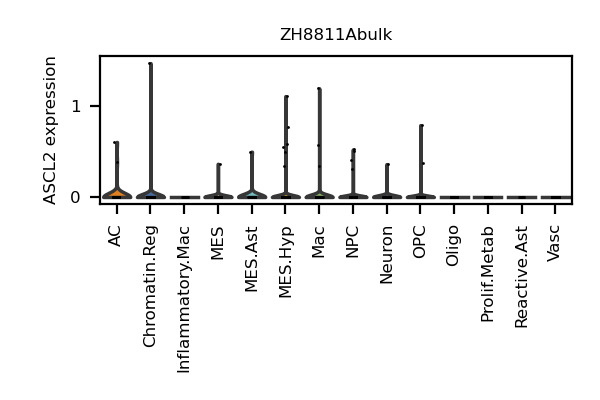 ZH8811Abulk
ASCL2 expression
1
0
AC
Chromatin.Reg
Inflammatory.Mac
MES
MES.Ast
MES.Hyp
Mac
NPC
Neuron
OPC
Oligo
Prolif.Metab
Reactive.Ast
Vasc